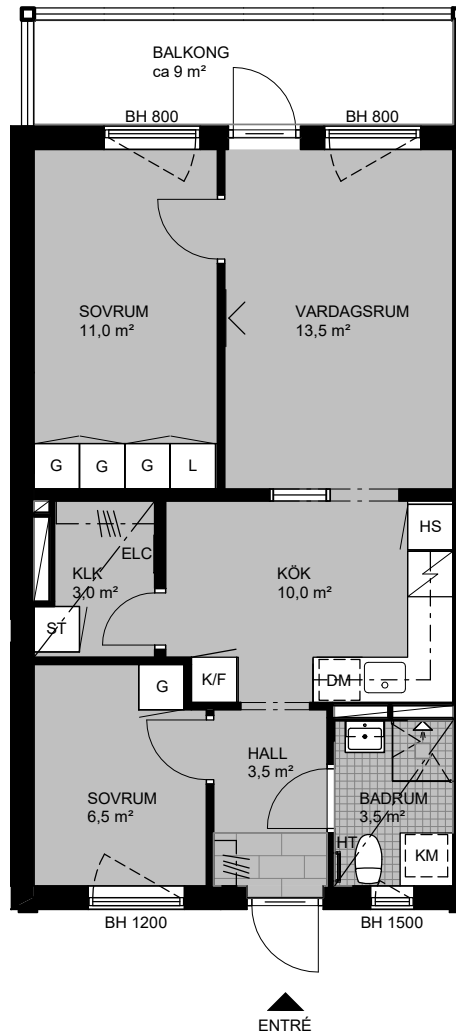 BALKONG
ca 9 m²
BH 800
BH 800
SOVRUM
11,0 m²
VARDAGSRUM
13,5 m²
G
G
G
L
HS
ELC
KLK
3,0 m²
KÖK
10,0 m²
ST
G
K/F
DM
HALL
3,5 m²
SOVRUM
6,5 m²
BADRUM
3,5 m²
HT
KM
BH 1200
BH 1500
ENTRÉ